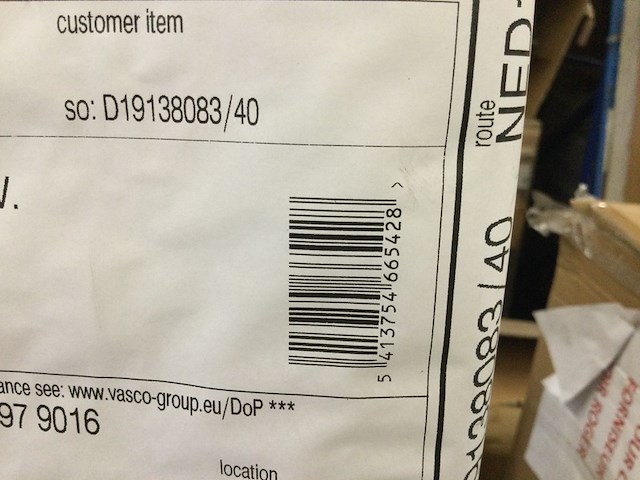 customer item
so: D19138083/40
5 413754 665428 >
ance see: www.vasco-group.eu/DoP ***
97 9016
location
route
NED-
9138083/40